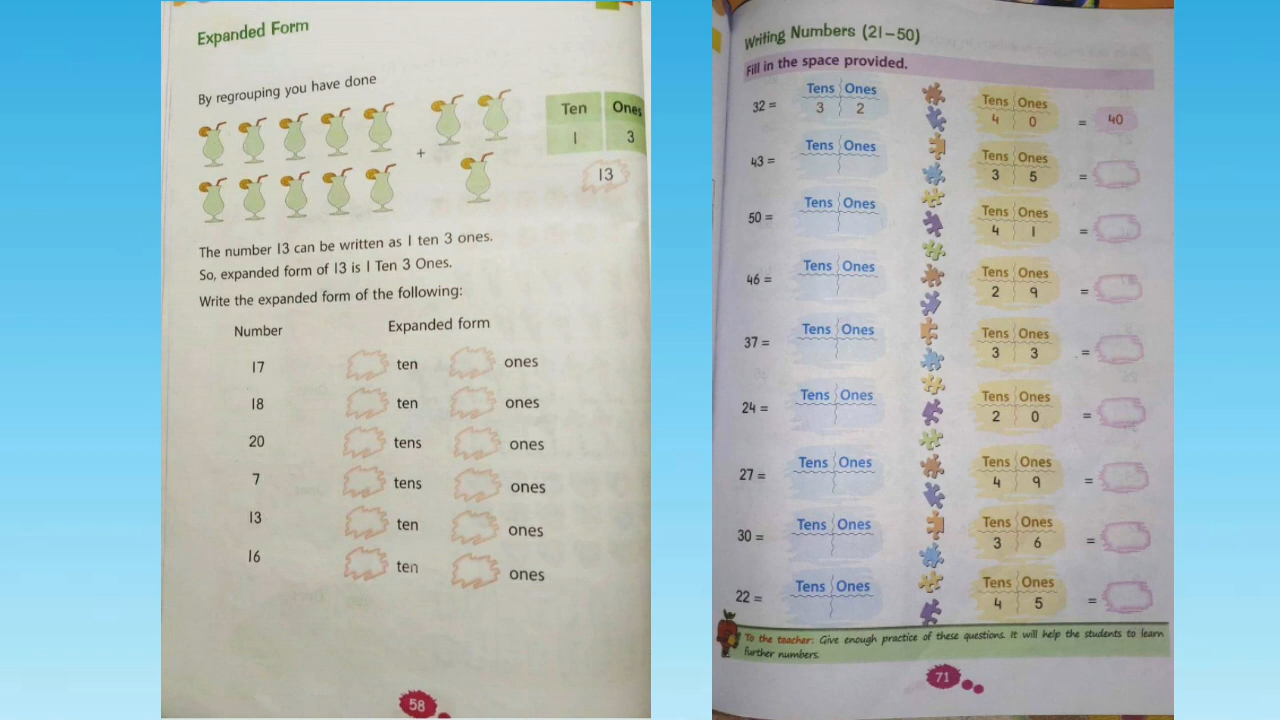 Expanded Form
By regrouping you have done
Ten Ones
1 3
+
13
The number 13 can be written as 1 ten 3 ones.
So, expanded form of 13 is 1 Ten 3 Ones.
Write the expanded form of the following:
Number Expanded form
17 ten ones
18 ten ones
20 tens ones
7 tens ones
13 ten ones
16 ten ones
58
Writing Numbers (21–50)
Fill in the space provided.
32 = Tens Ones
3 2
Tens Ones
4 0 = 40
43 = Tens Ones
Tens Ones
3 5 =
50 = Tens Ones
Tens Ones
4 1 =
46 = Tens Ones
Tens Ones
2 9 =
37 = Tens Ones
Tens Ones
3 3 =
24 = Tens Ones
Tens Ones
2 0 =
27 = Tens Ones
Tens Ones
4 9 =
30 = Tens Ones
Tens Ones
3 6 =
22 = Tens Ones
Tens Ones
4 5 =
To the teacher: Give enough practice of these questions. It will help the students to learn
further numbers.
71